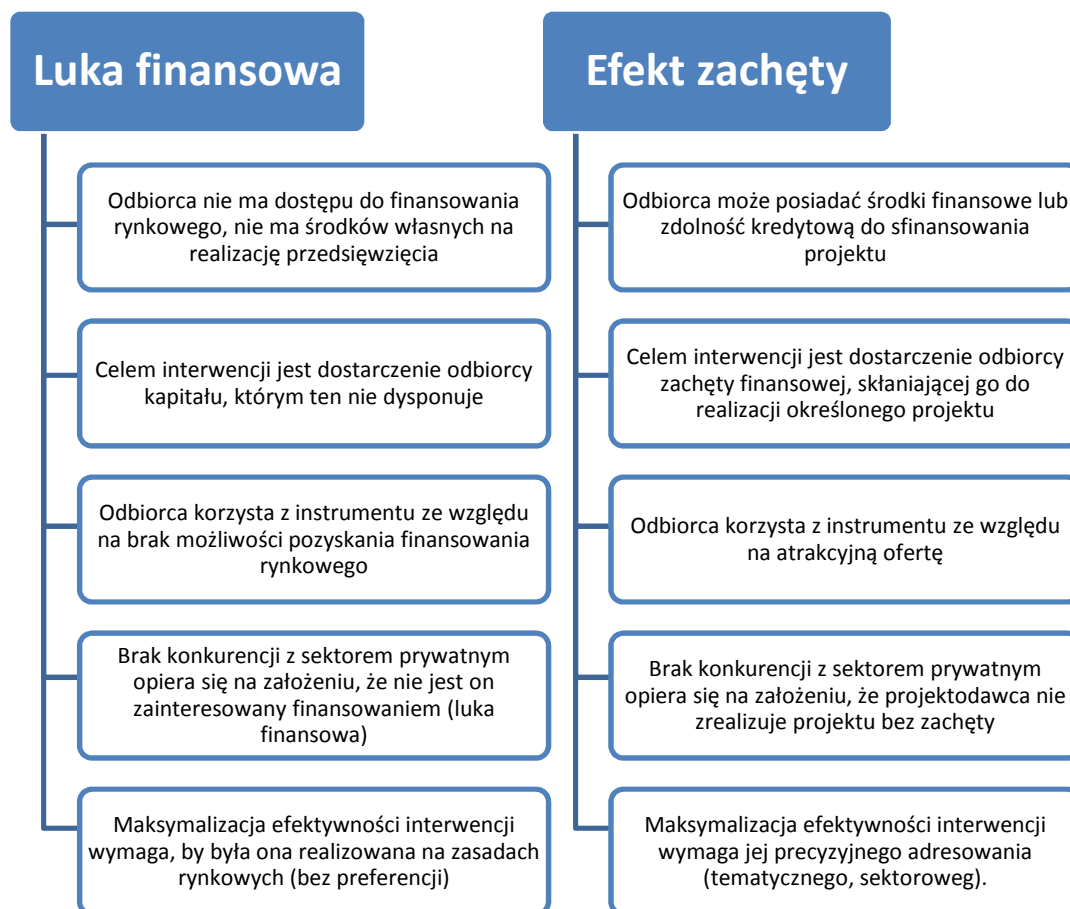 Luka finansowa
Odbiorca nie ma dostępu do finansowania
rynkowego, nie ma środków własnych na
realizację przedsięwzięcia
Celem interwencji jest dostarczenie odbiorcy
kapitału, którym ten nie dysponuje
Odbiorca korzysta z instrumentu ze względu
na brak możliwości pozyskania finansowania
rynkowego
Brak konkurencji z sektorem prywatnym
opiera się na założeniu, że nie jest on
zainteresowany finansowaniem (luka
finansowa)
Maksymalizacja efektywności interwencji
wymaga, by była ona realizowana na zasadach
rynkowych (bez preferencji)
Efekt zachęty
Odbiorca może posiadać środki finansowe lub
zdolność kredytową do sfinansowania
projektu
Celem interwencji jest dostarczenie odbiorcy
zachęty finansowej, skłaniającej go do
realizacji określonego projektu
Odbiorca korzysta z instrumentu ze względu
na atrakcyjną ofertę
Brak konkurencji z sektorem prywatnym
opiera się na założeniu, że projektodawca nie
zrealizuje projektu bez zachęty
Maksymalizacja efektywności interwencji
wymaga jej precyzyjnego adresowania
(tematycznego, sektoroweg).